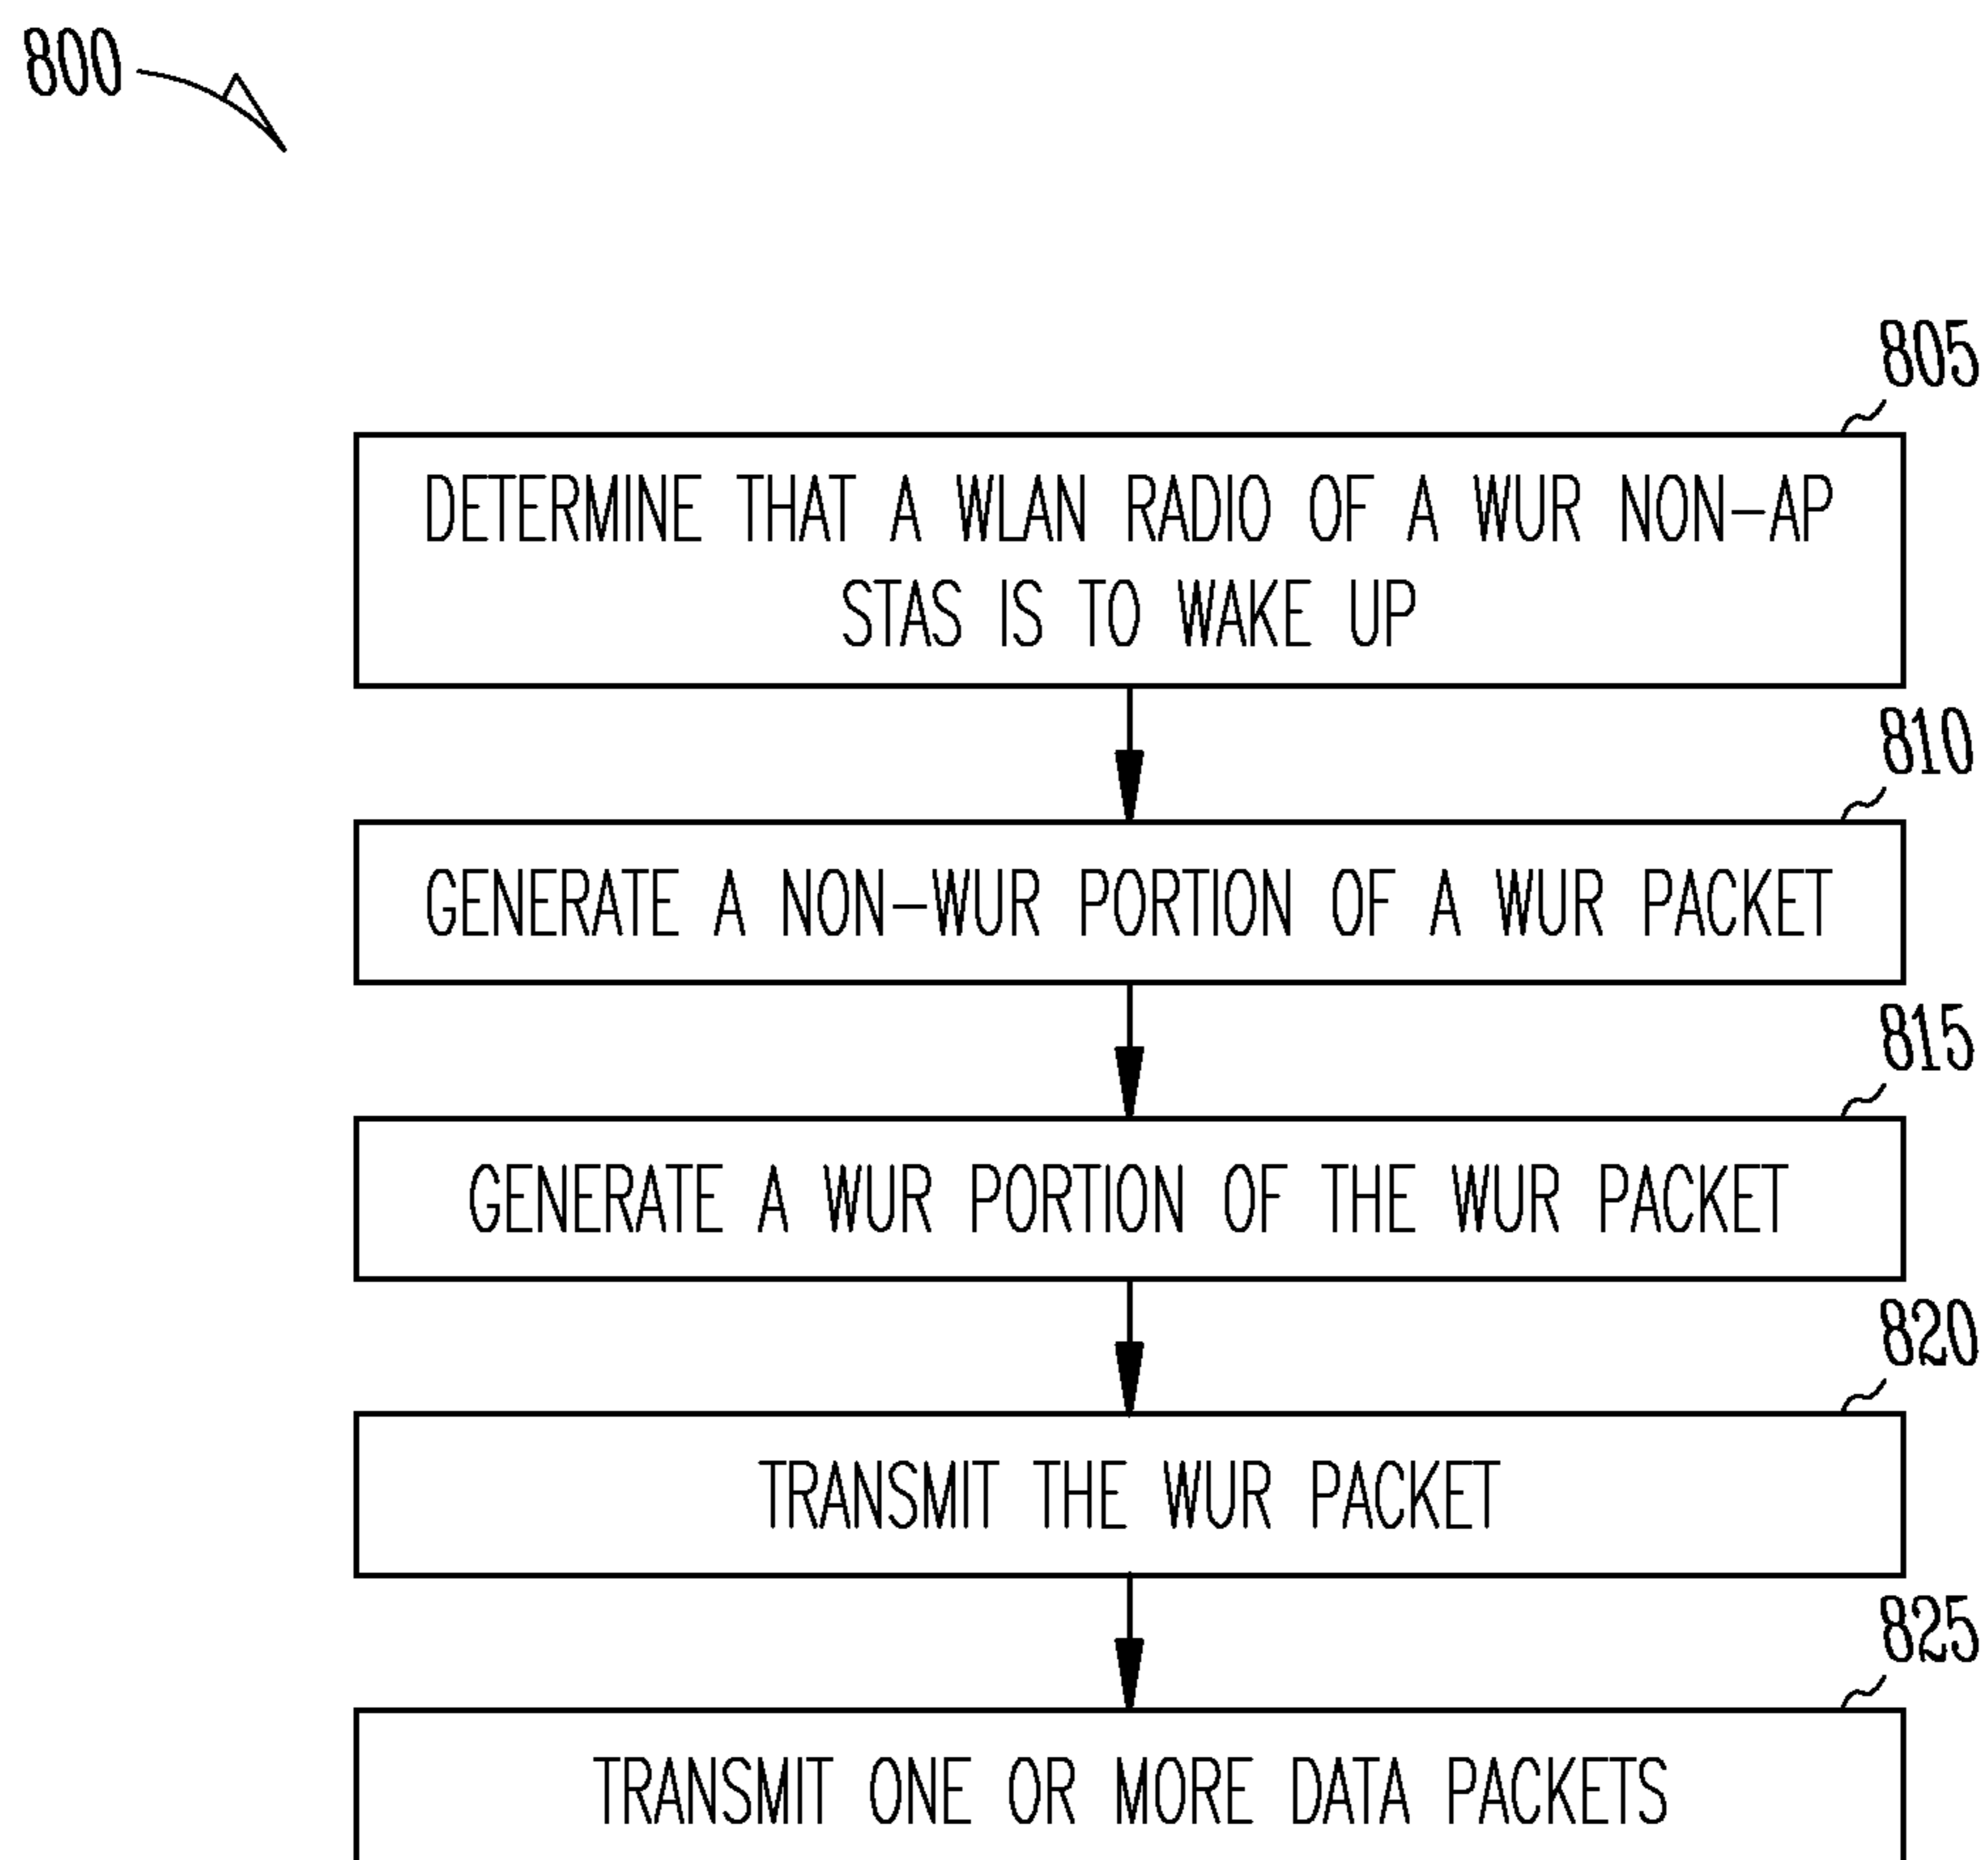 800
805
DETERMINE THAT A WLAN RADIO OF A WUR NON-AP
STAS IS TO WAKE UP
810
GENERATE A NON-WUR PORTION OF A WUR PACKET
815
GENERATE A WUR PORTION OF THE WUR PACKET
820
TRANSMIT THE WUR PACKET
825
TRANSMIT ONE OR MORE DATA PACKETS